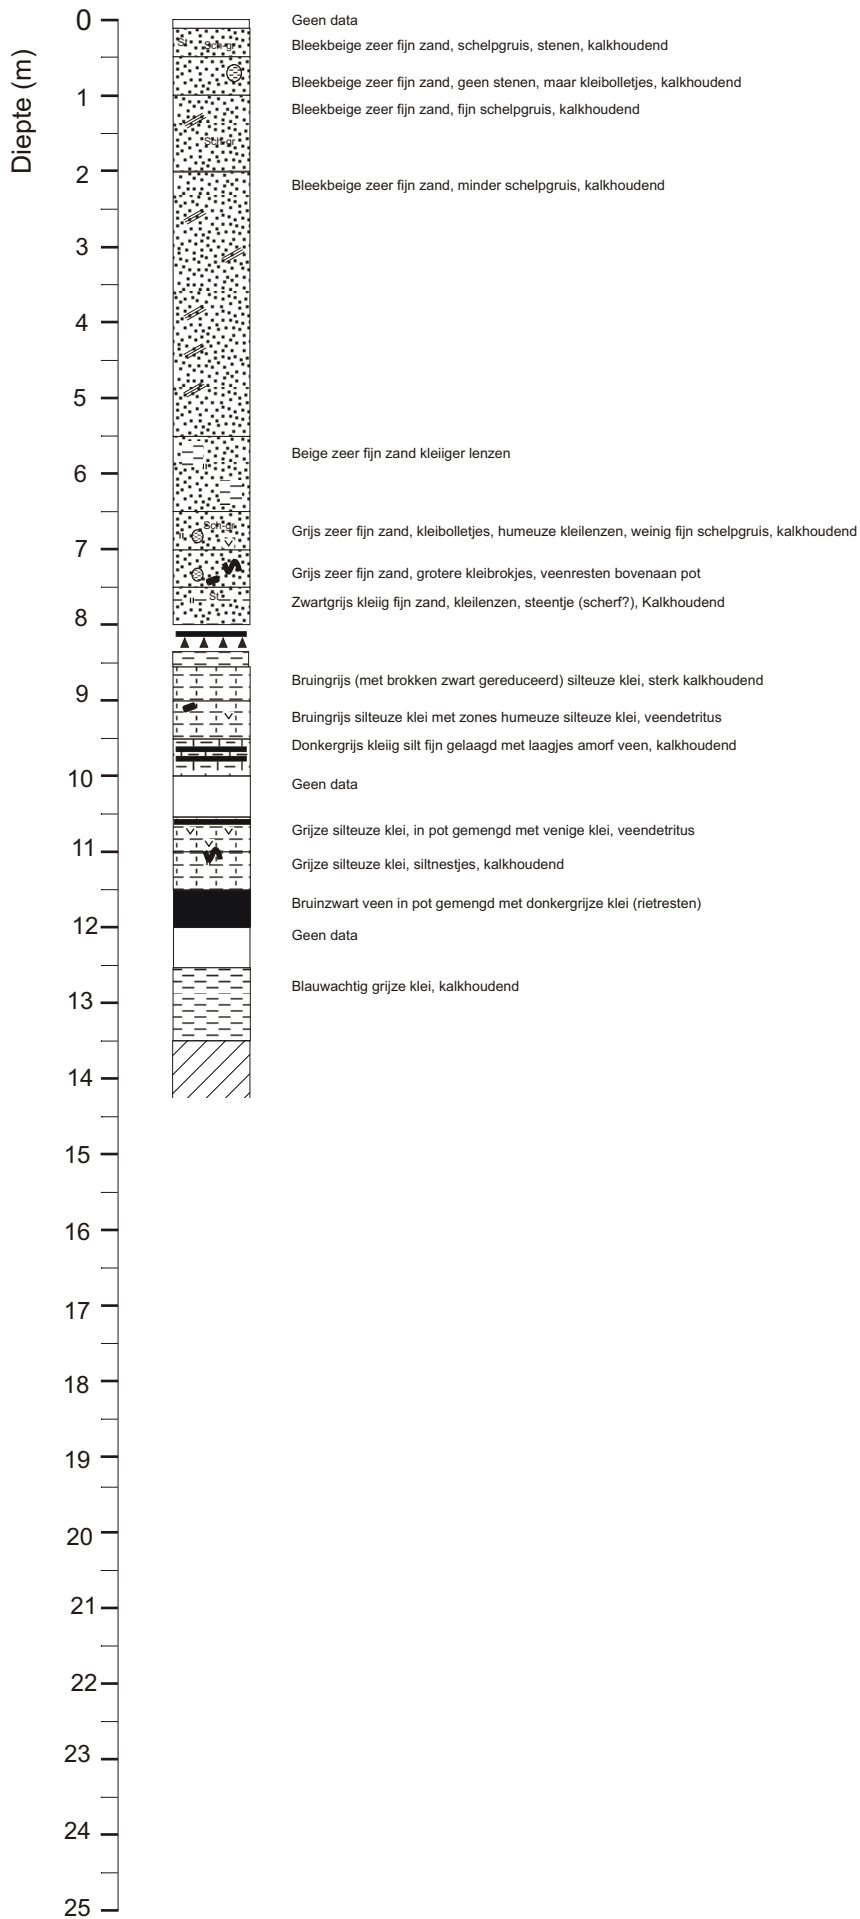 Diepte (m)
0
Geen data
St
Sch-gr
Bleekbeige zeer fijn zand, schelpgruis, stenen, kalkhoudend
Bleekbeige zeer fijn zand, geen stenen, maar kleibolletjes, kalkhoudend
1
Bleekbeige zeer fijn zand, fijn schelpgruis, kalkhoudend
Sch-gr
2
Bleekbeige zeer fijn zand, minder schelpgruis, kalkhoudend
3
4
5
Beige zeer fijn zand kleiiger lenzen
6
Sch-gr
Grijs zeer fijn zand, kleibolletjes, humeuze kleilenzen, weinig fijn schelpgruis, kalkhoudend
7
Grijs zeer fijn zand, grotere kleibrokjes, veenresten bovenaan pot
St
Zwartgrijs kleiig fijn zand, kleilenzen, steentje (scherf?), Kalkhoudend
8
Bruingrijs (met brokken zwart gereduceerd) silteuze klei, sterk kalkhoudend
9
Bruingrijs silteuze klei met zones humeuze silteuze klei, veendetritus
Donkergrijs kleiig silt fijn gelaagd met laagjes amorf veen, kalkhoudend
10
Geen data
Grijze silteuze klei, in pot gemengd met venige klei, veendetritus
11
Grijze silteuze klei, siltnestjes, kalkhoudend
Bruinzwart veen in pot gemengd met donkergrijze klei (rietresten)
12
Geen data
Blauwachtig grijze klei, kalkhoudend
13
14
15
16
17
18
19
20
21
22
23
24
25